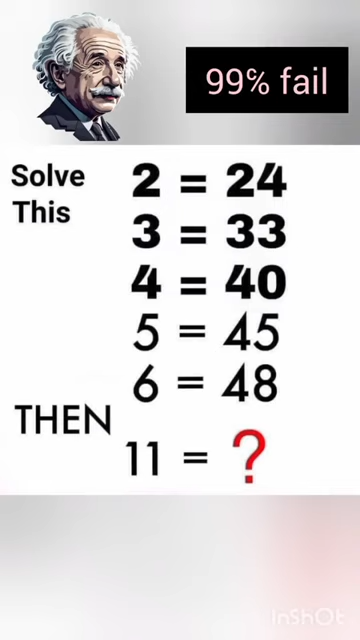 99% fail
Solve
This
2 = 24
3 = 33
4 = 40
5 = 45
6 = 48
THEN
11 = ?
InShOt